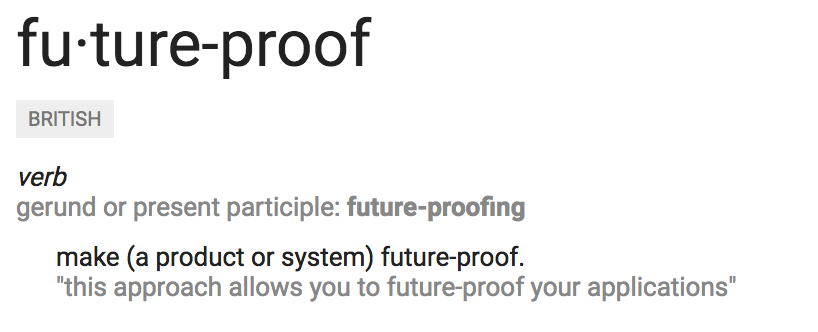 fu·ture-proof
BRITISH
verb
gerund or present participle: future-proofing
make (a product or system) future-proof.
"this approach allows you to future-proof your applications"